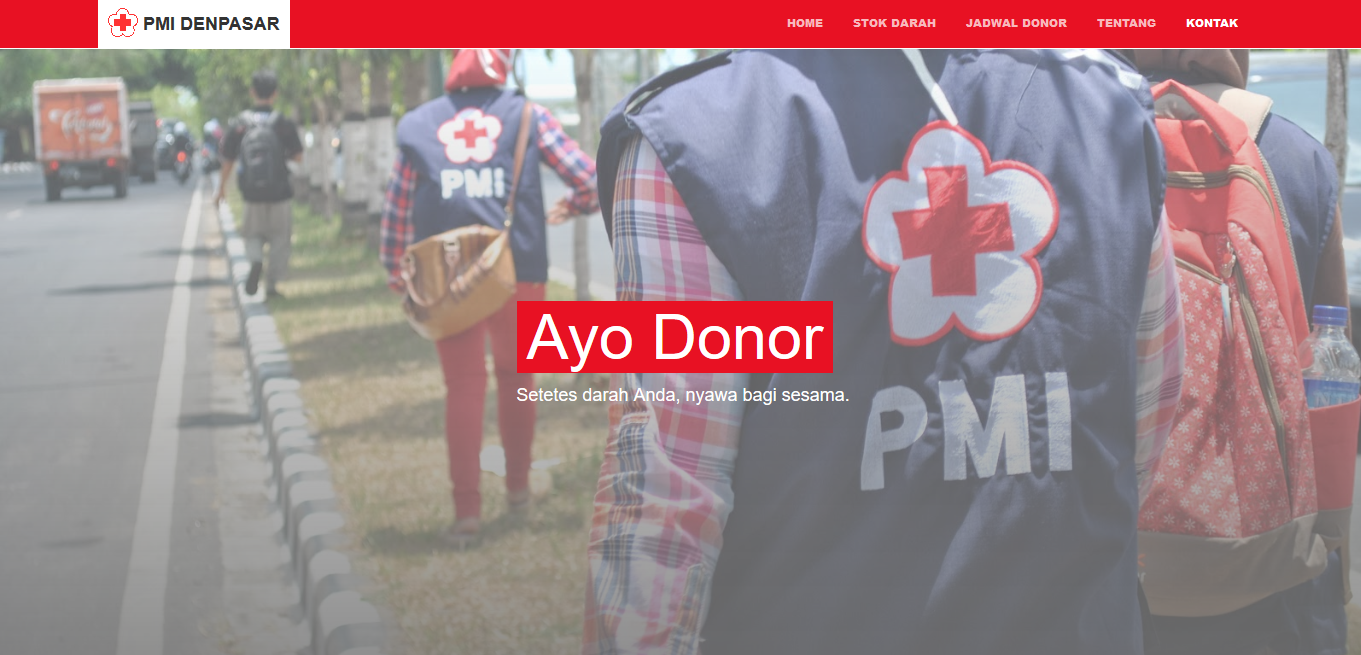 PMI DENPASAR
HOME STOK DARAH JADWAL DONOR TENTANG KONTAK
PMI
Ayo Donor
Setetes darah Anda, nyawa bagi sesama.
PMI